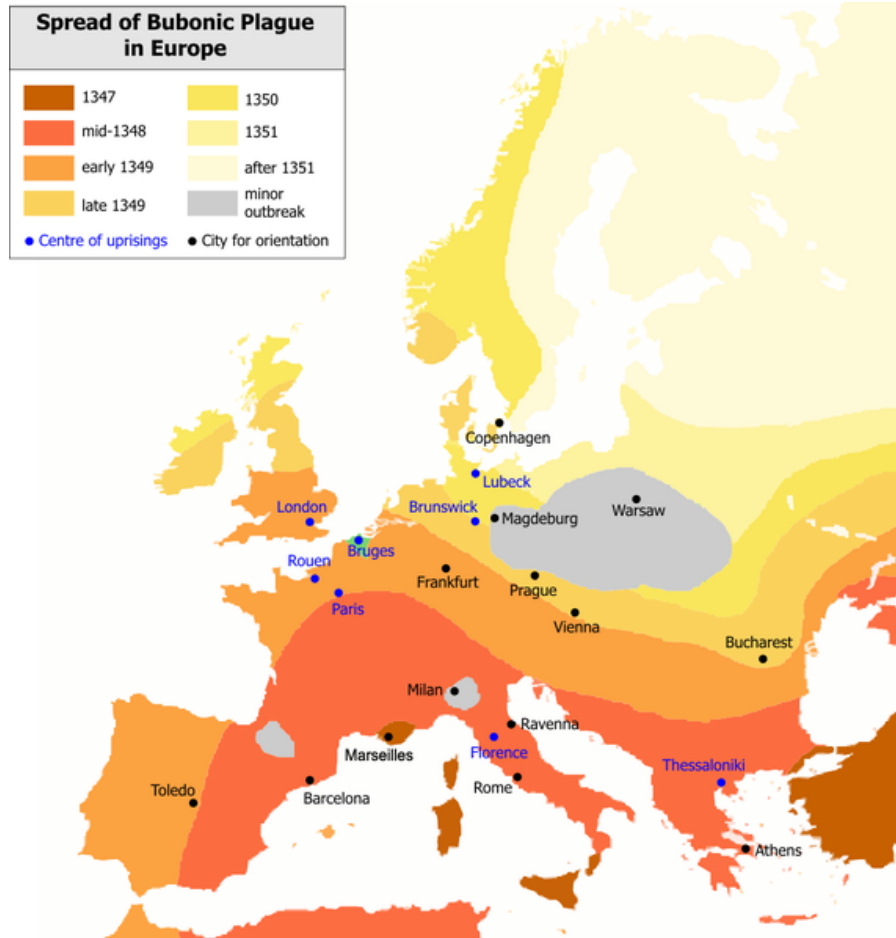 Spread of Bubonic Plague
in Europe
1347
1350
mid-1348
1351
early 1349
after 1351
late 1349
minor
outbreak
Centre of uprisings
City for orientation
Copenhagen
Lubeck
London
Brunswick
Magdeburg
Warsaw
Bruges
Rouen
Frankfurt
Prague
Paris
Vienna
Bucharest
Milan
Ravenna
Marseilles
Florence
Thessaloniki
Toledo
Rome
Barcelona
Athens